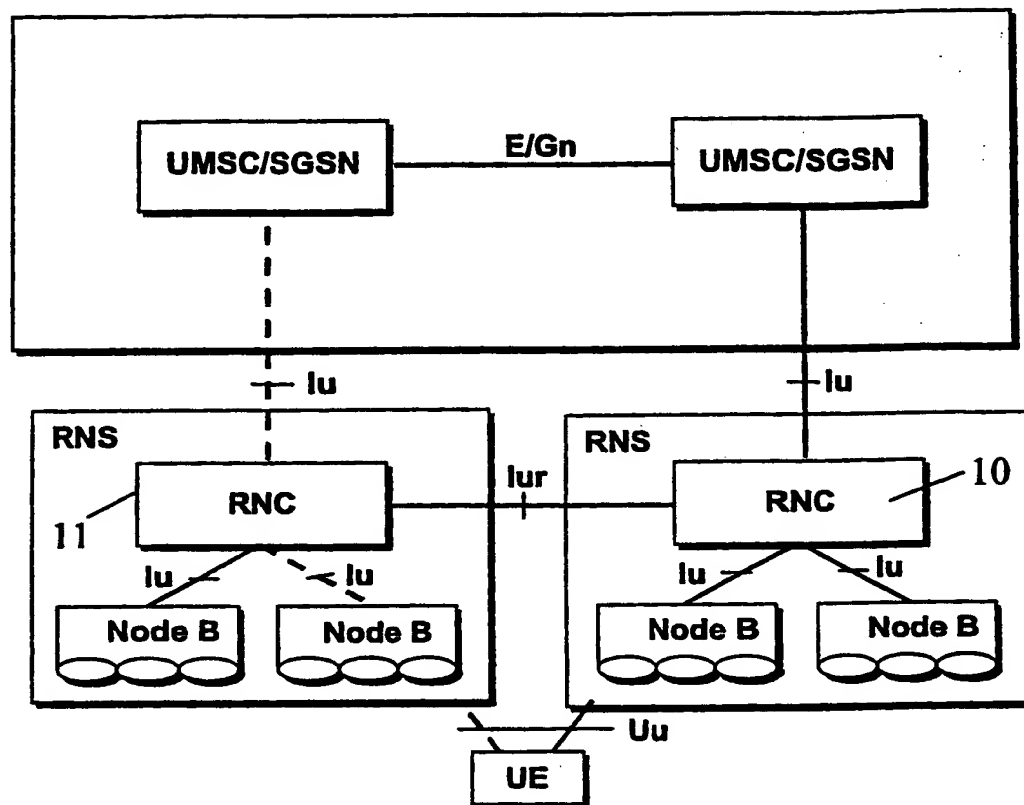 UMSC/SGSN
E/Gn
UMSC/SGSN
Iu
Iu
RNS
RNS
RNC
Iur
RNC
10
11
Iu
Iu
Iu
Iu
Node B
Node B
Node B
Node B
Uu
UE